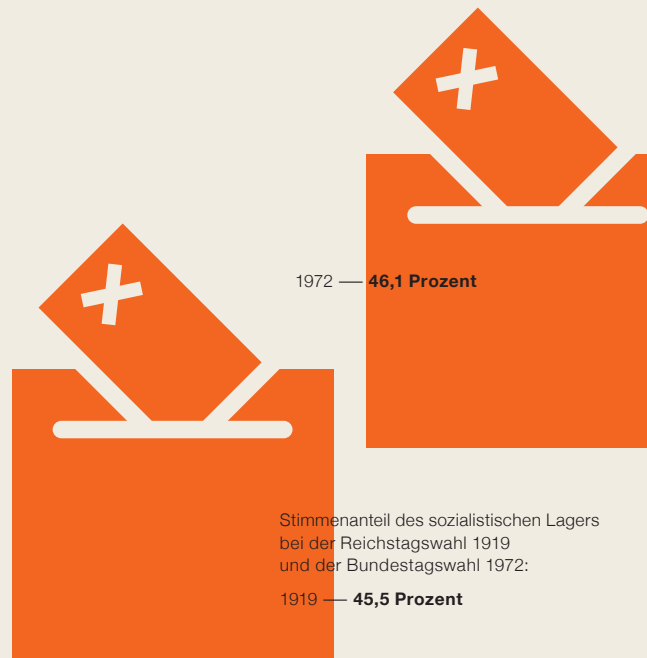 1972 — 46,1 Prozent
Stimmenanteil des sozialistischen Lagers
bei der Reichstagswahl 1919
und der Bundestagswahl 1972:
1919 — 45,5 Prozent